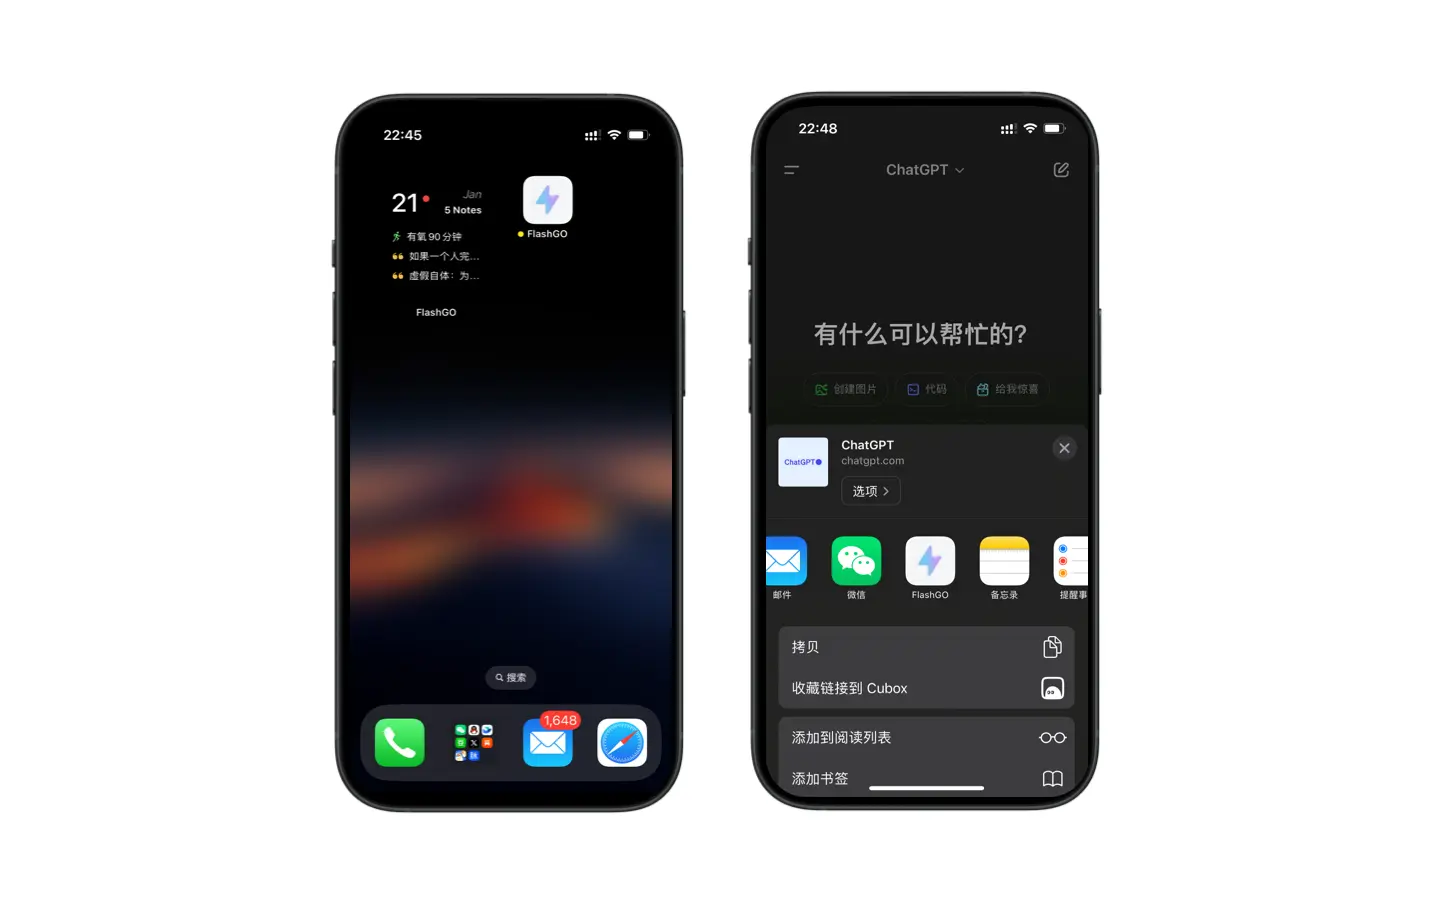 22:45
21
Jan
5 Notes
有氧 90 分钟
如果一个人完...
虚假自体：为...
FlashGO
FlashGO
搜索
1,648
22:48
ChatGPT
有什么可以帮忙的?
创建图片
代码
给我惊喜
ChatGPT
ChatGPT
chatgpt.com
选项
邮件
微信
FlashGO
备忘录
提醒事
拷贝
收藏链接到 Cubox
添加到阅读列表
添加书签